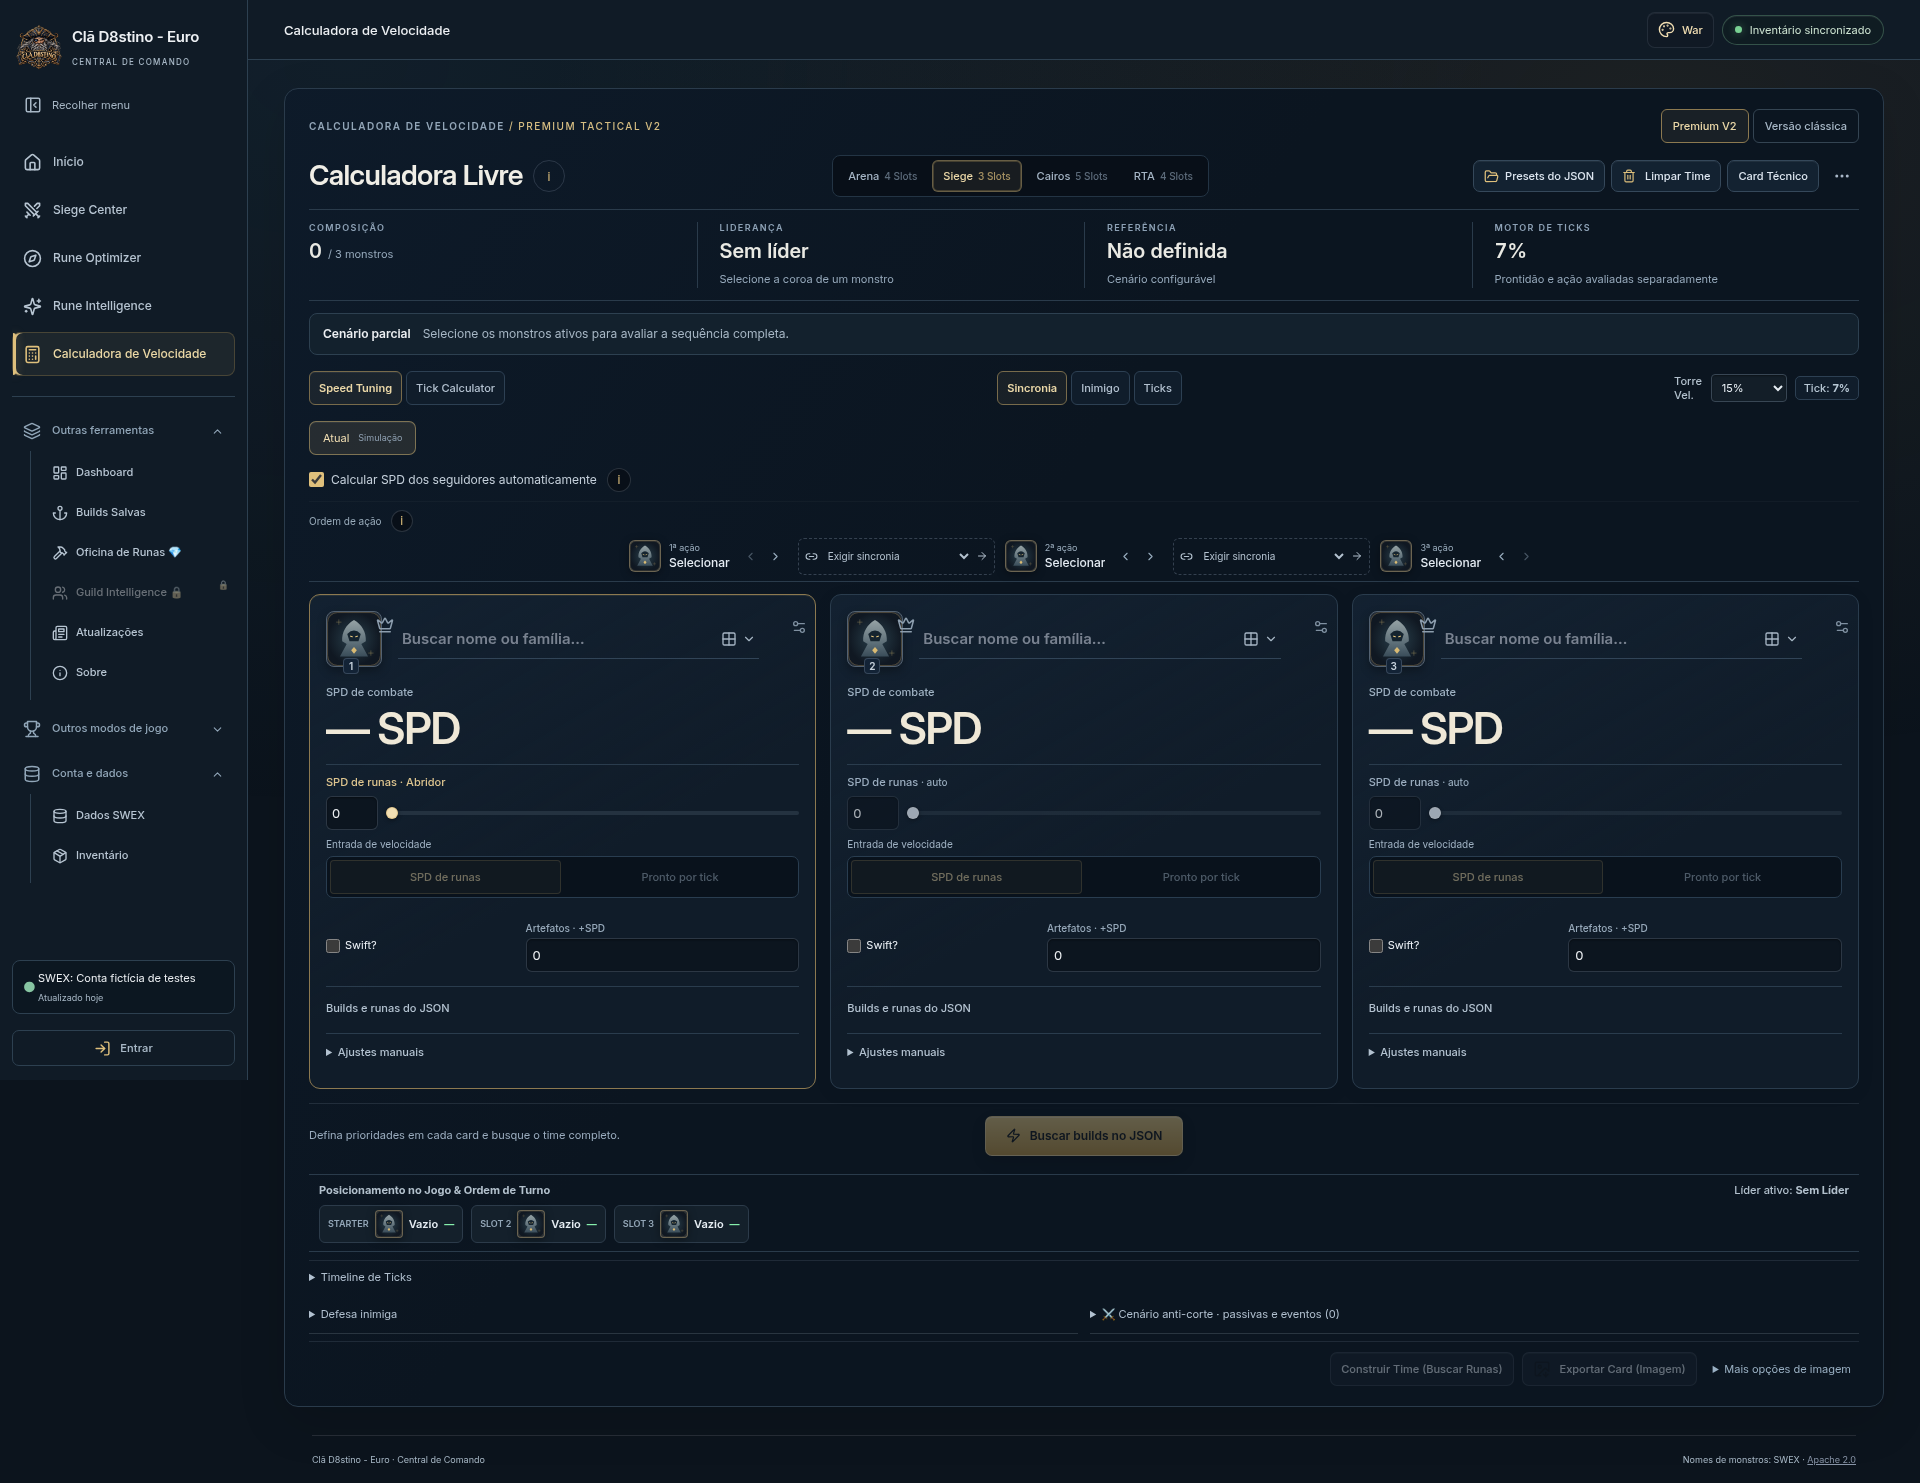 Clã D8stino - Euro
CENTRAL DE COMANDO
Recolher menu
Início
Siege Center
Rune Optimizer
Rune Intelligence
Calculadora de Velocidade
Outras ferramentas
Dashboard
Builds Salvas
Oficina de Runas 💎
Guild Intelligence 🔒
Atualizações
Sobre
Outros modos de jogo
Conta e dados
Dados SWEX
Inventário
SWEX: Conta fictícia de testes
Atualizado hoje
Entrar
Calculadora de Velocidade
War
Inventário sincronizado
CALCULADORA DE VELOCIDADE / PREMIUM TACTICAL V2
Premium V2 Versão clássica
Calculadora Livre i
Arena 4 Slots Siege 3 Slots Cairos 5 Slots RTA 4 Slots
Presets do JSON Limpar Time Card Técnico ...
COMPOSIÇÃO
0 / 3 monstros
LIDERANÇA
Sem líder
Selecione a coroa de um monstro
REFERÊNCIA
Não definida
Cenário configurável
MOTOR DE TICKS
7%
Prontidão e ação avaliadas separadamente
Cenário parcial Selecione os monstros ativos para avaliar a sequência completa.
Speed Tuning Tick Calculator
Sincronia Inimigo Ticks
Torre Vel.
15%
Tick: 7%
Atual Simulação
Calcular SPD dos seguidores automaticamente i
Ordem de ação i
1ª ação
Selecionar
Exigir sincronia
2ª ação
Selecionar
Exigir sincronia
3ª ação
Selecionar
Buscar nome ou família...
1
SPD de combate
— SPD
SPD de runas · Abridor
0
Entrada de velocidade
SPD de runas Pronto por tick
Swift?
Artefatos · +SPD
0
Builds e runas do JSON
Ajustes manuais
Buscar nome ou família...
2
SPD de combate
— SPD
SPD de runas · auto
0
Entrada de velocidade
SPD de runas Pronto por tick
Swift?
Artefatos · +SPD
0
Builds e runas do JSON
Ajustes manuais
Buscar nome ou família...
3
SPD de combate
— SPD
SPD de runas · auto
0
Entrada de velocidade
SPD de runas Pronto por tick
Swift?
Artefatos · +SPD
0
Builds e runas do JSON
Ajustes manuais
Defina prioridades em cada card e busque o time completo.
Buscar builds no JSON
Posicionamento no Jogo & Ordem de Turno
Líder ativo: Sem Líder
STARTER Vazio —
SLOT 2 Vazio —
SLOT 3 Vazio —
Timeline de Ticks
Defesa inimiga
⚔️ Cenário anti-corte · passivas e eventos (0)
Construir Time (Buscar Runas)
Exportar Card (Imagem)
Mais opções de imagem
Clã D8stino - Euro · Central de Comando
Nomes de monstros: SWEX · Apache 2.0